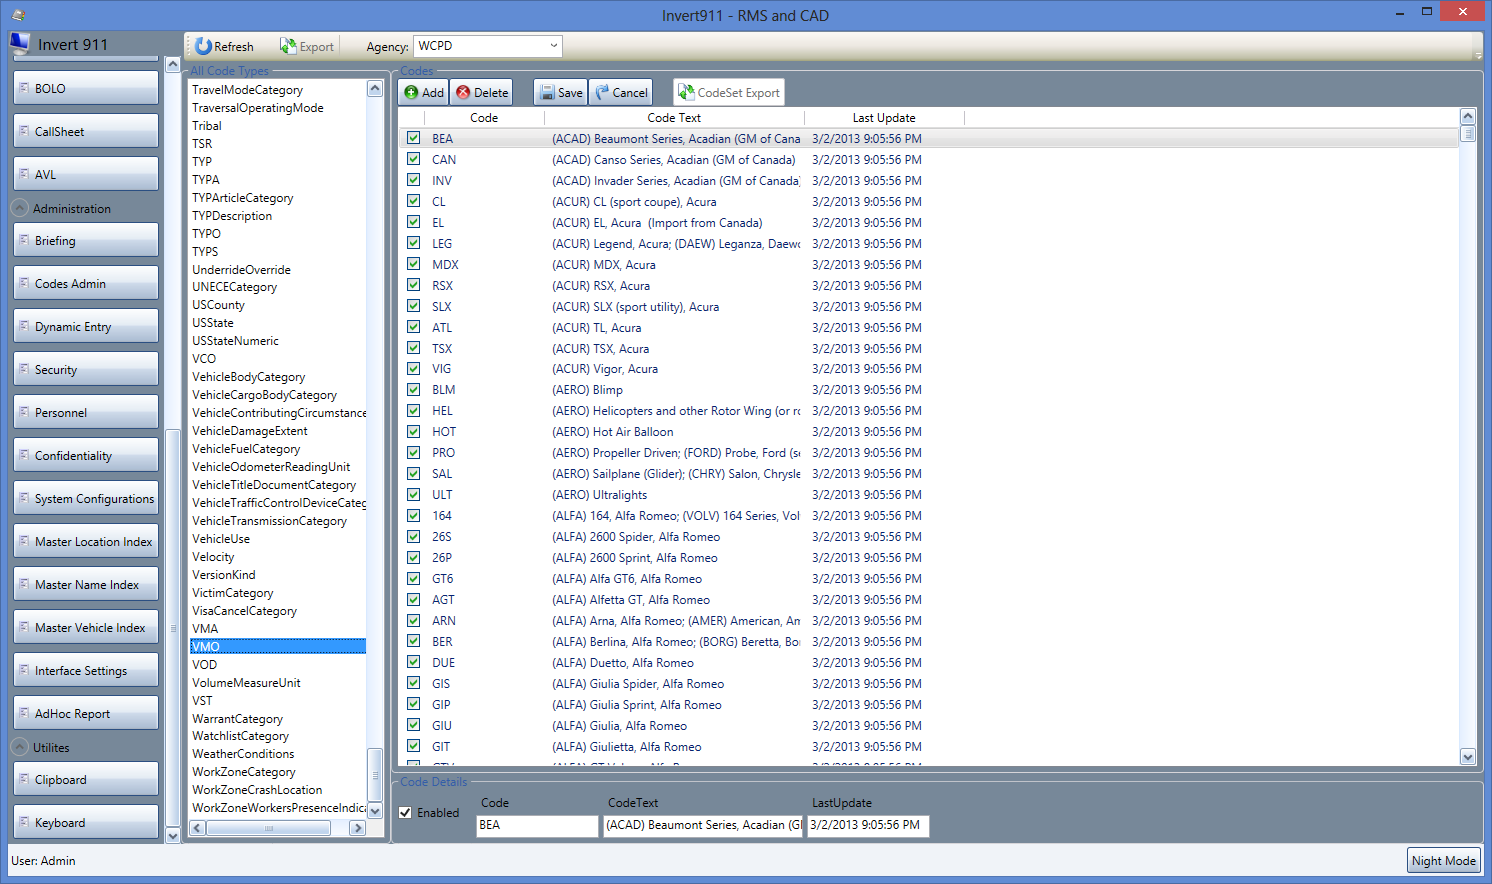 Invert911 - RMS and CAD
Invert 911
Refresh
Export
Agency:
WCPD
BOLO
CallSheet
AVL
Administration
Briefing
Codes Admin
Dynamic Entry
Security
Personnel
Confidentiality
System Configurations
Master Location Index
Master Name Index
Master Vehicle Index
Interface Settings
AdHoc Report
Utilites
Clipboard
Keyboard
All Code Types
TravelModeCategory
TraversalOperatingMode
Tribal
TSR
TYP
TYPA
TYPArticleCategory
TYPDescription
TYPO
TYPS
UnderrideOverride
UNECECategory
USCounty
USState
USStateNumeric
VCO
VehicleBodyCategory
VehicleCargoBodyCategory
VehicleContributingCircumstance
VehicleDamageExtent
VehicleFuelCategory
VehicleOdometerReadingUnit
VehicleTitleDocumentCategory
VehicleTrafficControlDeviceCateg
VehicleTransmissionCategory
VehicleUse
Velocity
VersionKind
VictimCategory
VisaCancelCategory
VMA
VMO
VOD
VolumeMeasureUnit
VST
WarrantCategory
WatchlistCategory
WeatherConditions
WorkZoneCategory
WorkZoneCrashLocation
WorkZoneWorkersPresenceIndica
Codes
Add
Delete
Save
Cancel
CodeSet Export
Code Code Text Last Update
BEA (ACAD) Beaumont Series, Acadian (GM of Cana 3/2/2013 9:05:56 PM
CAN (ACAD) Canso Series, Acadian (GM of Canada) 3/2/2013 9:05:56 PM
INV (ACAD) Invader Series, Acadian (GM of Canada) 3/2/2013 9:05:56 PM
CL (ACUR) CL (sport coupe), Acura 3/2/2013 9:05:56 PM
EL (ACUR) EL, Acura (Import from Canada) 3/2/2013 9:05:56 PM
LEG (ACUR) Legend, Acura; (DAEW) Leganza, Daewo 3/2/2013 9:05:56 PM
MDX (ACUR) MDX, Acura 3/2/2013 9:05:56 PM
RSX (ACUR) RSX, Acura 3/2/2013 9:05:56 PM
SLX (ACUR) SLX (sport utility), Acura 3/2/2013 9:05:56 PM
ATL (ACUR) TL, Acura 3/2/2013 9:05:56 PM
TSX (ACUR) TSX, Acura 3/2/2013 9:05:56 PM
VIG (ACUR) Vigor, Acura 3/2/2013 9:05:56 PM
BLM (AERO) Blimp 3/2/2013 9:05:56 PM
HEL (AERO) Helicopters and other Rotor Wing (or ro 3/2/2013 9:05:56 PM
HOT (AERO) Hot Air Balloon 3/2/2013 9:05:56 PM
PRO (AERO) Propeller Driven; (FORD) Probe, Ford (se 3/2/2013 9:05:56 PM
SAL (AERO) Sailplane (Glider); (CHRY) Salon, Chrysle 3/2/2013 9:05:56 PM
ULT (AERO) Ultralights 3/2/2013 9:05:56 PM
164 (ALFA) 164, Alfa Romeo; (VOLV) 164 Series, Vol 3/2/2013 9:05:56 PM
26S (ALFA) 2600 Spider, Alfa Romeo 3/2/2013 9:05:56 PM
26P (ALFA) 2600 Sprint, Alfa Romeo 3/2/2013 9:05:56 PM
GT6 (ALFA) Alfa GT6, Alfa Romeo 3/2/2013 9:05:56 PM
AGT (ALFA) Alfetta GT, Alfa Romeo 3/2/2013 9:05:56 PM
ARN (ALFA) Arna, Alfa Romeo; (AMER) American, Am 3/2/2013 9:05:56 PM
BER (ALFA) Berlina, Alfa Romeo; (BORG) Beretta, Bor 3/2/2013 9:05:56 PM
DUE (ALFA) Duetto, Alfa Romeo 3/2/2013 9:05:56 PM
GIS (ALFA) Giulia Spider, Alfa Romeo 3/2/2013 9:05:56 PM
GIP (ALFA) Giulia Sprint, Alfa Romeo 3/2/2013 9:05:56 PM
GIU (ALFA) Giulia, Alfa Romeo 3/2/2013 9:05:56 PM
GIT (ALFA) Giulietta, Alfa Romeo 3/2/2013 9:05:56 PM
Code Details
Enabled
Code CodeText LastUpdate
BEA (ACAD) Beaumont Series, Acadian (GI 3/2/2013 9:05:56 PM
User: Admin
Night Mode